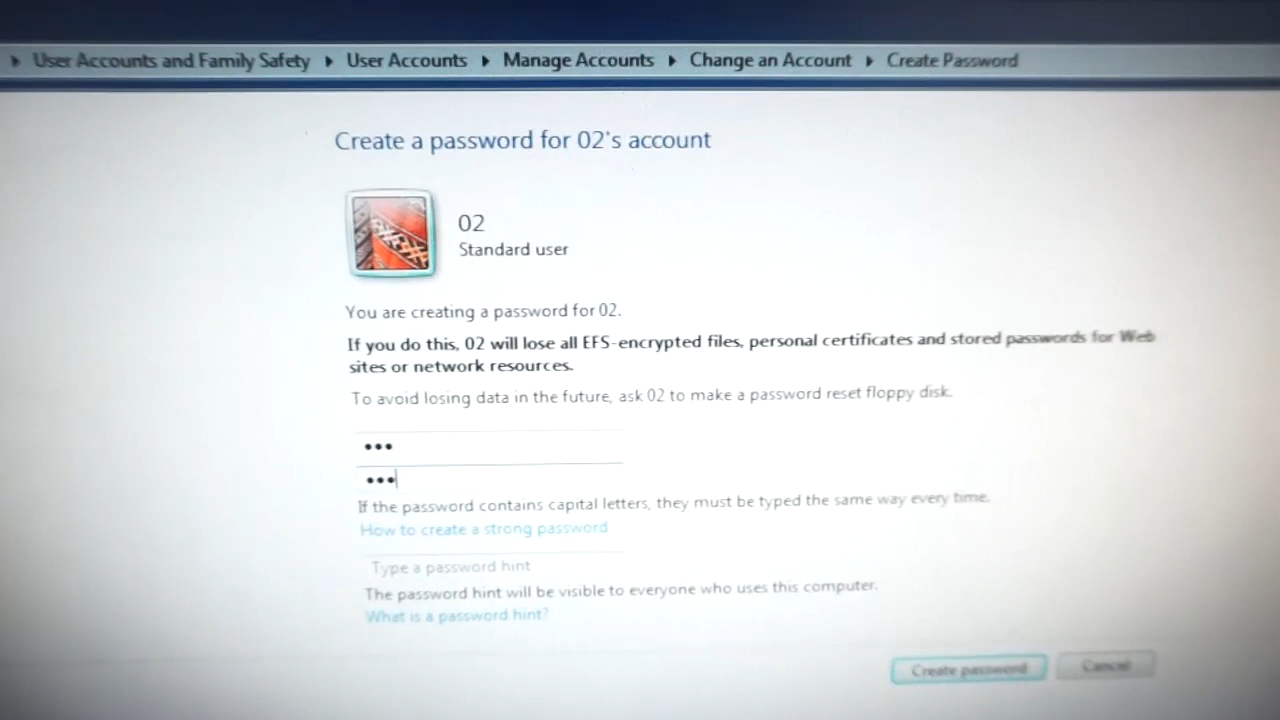 User Accounts and Family Safety ▸ User Accounts ▸ Manage Accounts ▸ Change an Account ▸ Create Password
Create a password for 02's account
02
Standard user
You are creating a password for 02.
If you do this, 02 will lose all EFS-encrypted files, personal certificates and stored passwords for Web
sites or network resources.
To avoid losing data in the future, ask 02 to make a password reset floppy disk.
•••
•••
If the password contains capital letters, they must be typed the same way every time.
How to create a strong password
Type a password hint
The password hint will be visible to everyone who uses this computer.
What is a password hint?
Create password Cancel